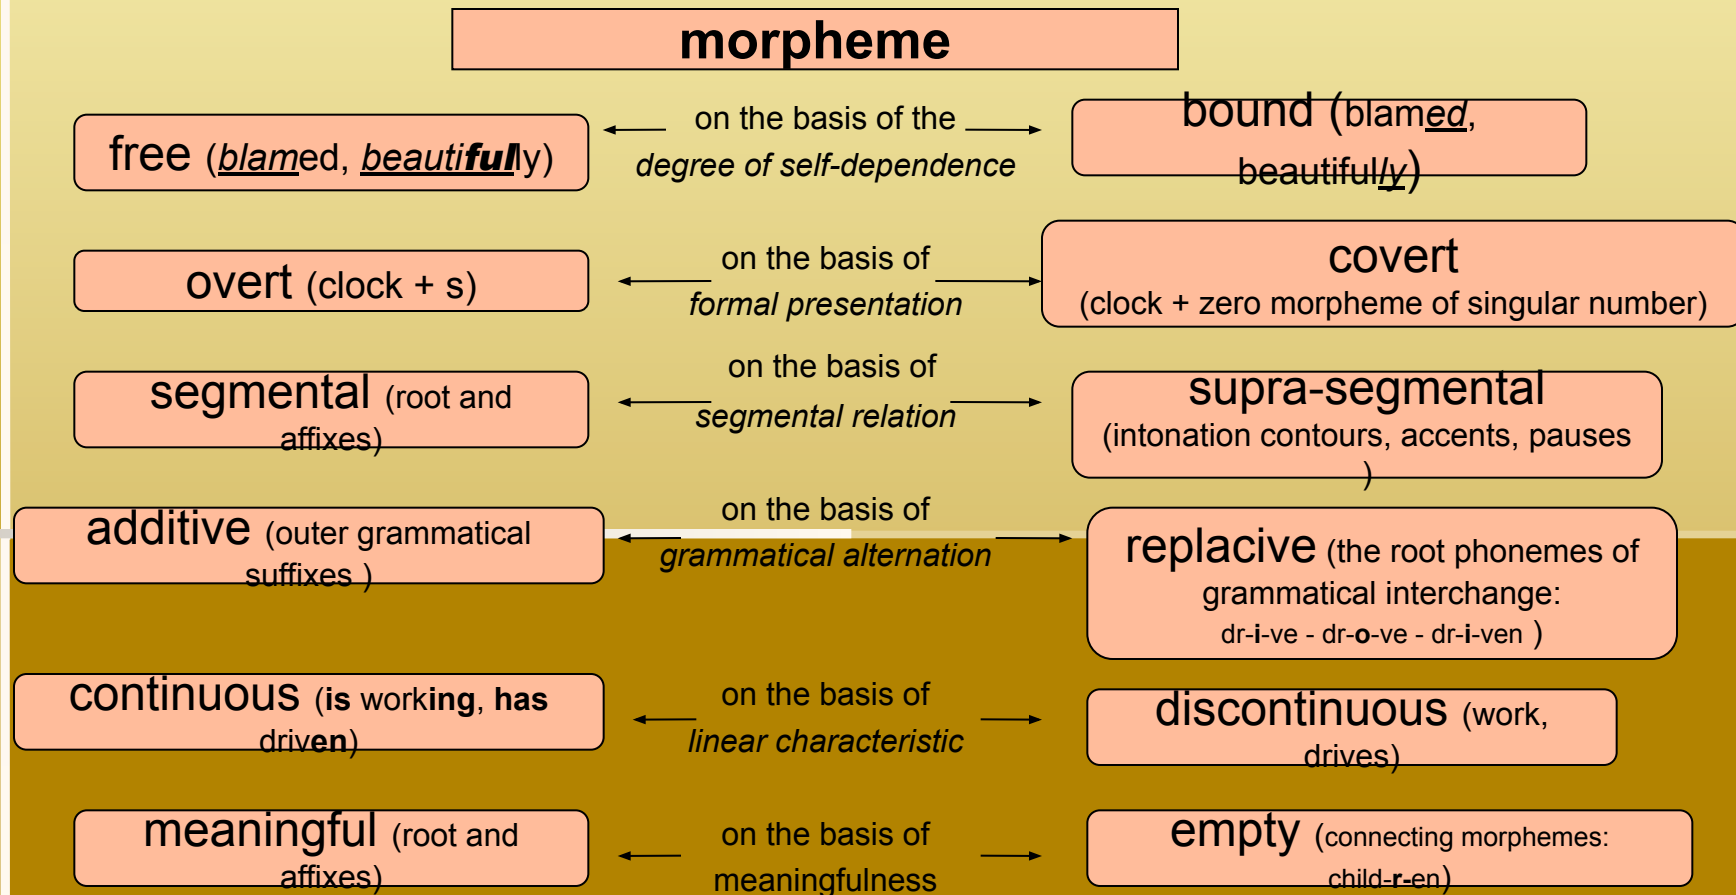 morpheme
free (blamed, beautifully)
on the basis of the
degree of self-dependence
bound (blamed,
beautifully)
overt (clock + s)
on the basis of
formal presentation
covert
(clock + zero morpheme of singular number)
segmental (root and
affixes)
on the basis of
segmental relation
supra-segmental
(intonation contours, accents, pauses
)
additive (outer grammatical
suffixes )
on the basis of
grammatical alternation
replacive (the root phonemes of
grammatical interchange:
dr-i-ve - dr-o-ve - dr-i-ven )
continuous (is working, has
driven)
on the basis of
linear characteristic
discontinuous (work,
drives)
meaningful (root and
affixes)
on the basis of
meaningfulness
empty (connecting morphemes:
child-r-en)